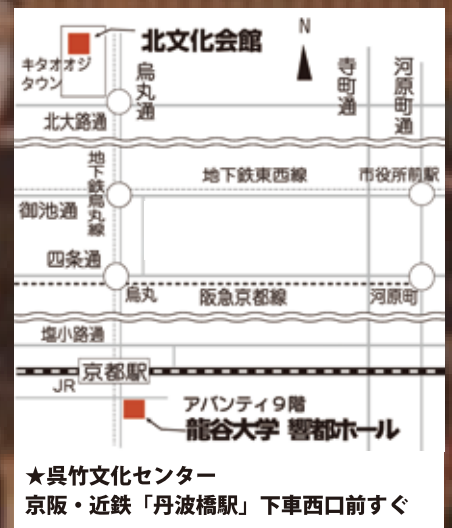 北文化会館
N
キタオオジ
タウン
烏丸通
寺町通
河原町通
北大路通
地下鉄烏丸線
地下鉄東西線
市役所前駅
御池通
四条通
烏丸
阪急京都線
河原町
塩小路通
京都駅
JR
アバンティ9階
龍谷大学 響都ホール
★呉竹文化センター
京阪・近鉄「丹波橋駅」下車西口前すぐ